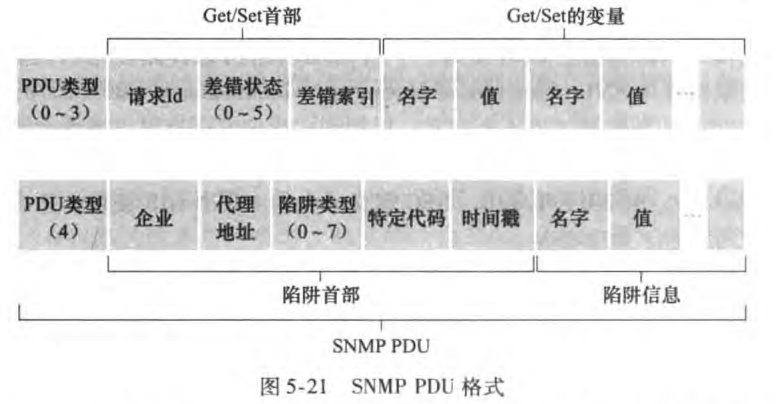 Get/Set首部 Get/Set的变量
PDU类型 请求Id 差错状态 差错索引 名字 值 名字 值 …
（0~3） （0~5）
PDU类型 企业 代理 陷阱类型 特定代码 时间戳 名字 值 …
（4） 地址 （0~7）
陷阱首部 陷阱信息
SNMP PDU
图 5-21 SNMP PDU 格式